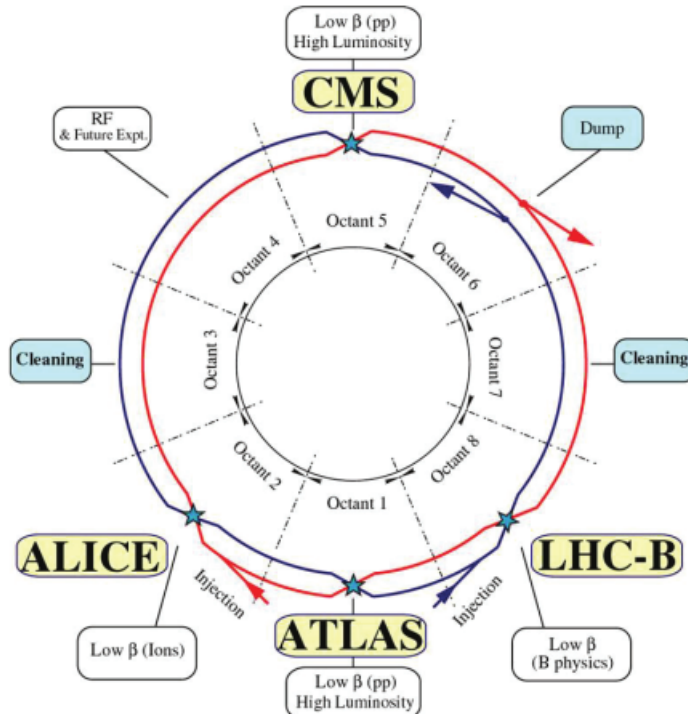 Low β (pp)
High Luminosity
CMS
RF
& Future Expt.
Dump
Octant 5
Octant 4
Octant 6
Cleaning
Octant 3
Octant 7
Cleaning
Octant 2
Octant 8
Octant 1
ALICE
LHC-B
Injection
Injection
ATLAS
Low β (Ions)
Low β
(B physics)
Low β (pp)
High Luminosity